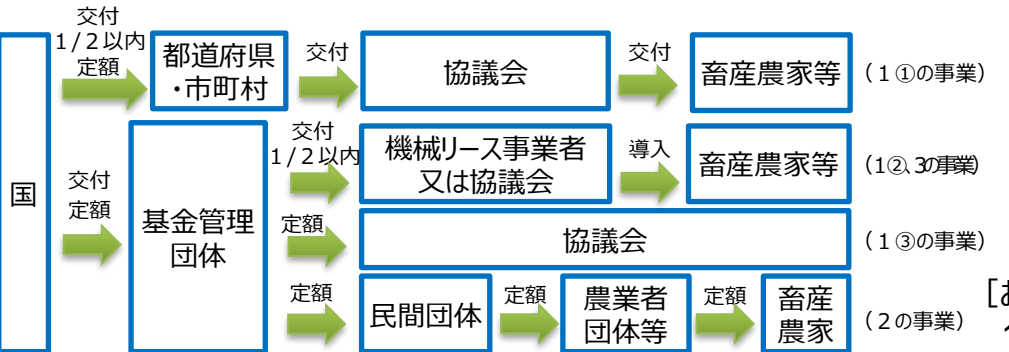 交付
1/2以内
定額
都道府県
・市町村
交付
協議会
交付
畜産農家等
(1①の事業)
国
交付
定額
基金管理
団体
交付
1/2以内
機械リース事業者
又は協議会
導入
畜産農家等
(1②、3の事業)
定額
協議会
(1③の事業)
定額
民間団体
定額
農業者
団体等
定額
畜産
農家
(2の事業)